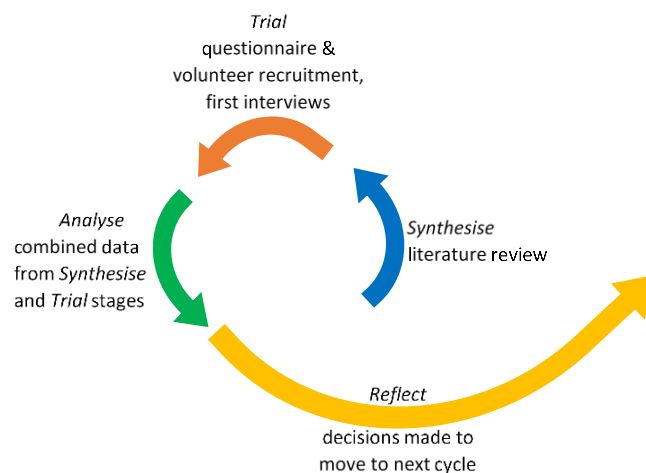 Trial
questionnaire &
volunteer recruitment,
first interviews
Analyse
combined data
from Synthesise
and Trial stages
Synthesise
literature review
Reflect
decisions made to
move to next cycle